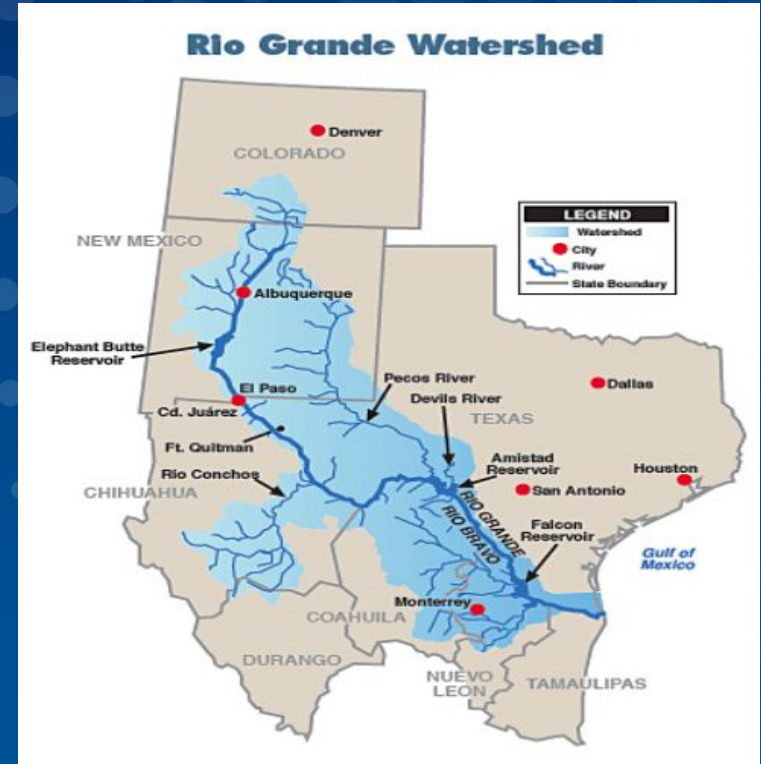 Rio Grande Watershed
Denver
COLORADO
LEGEND
Watershed
City
River
State Boundary
NEW MEXICO
Albuquerque
Elephant Butte
Reservoir
El Paso
Cd. Juárez
Pecos River
Devils River
Dallas
TEXAS
Ft. Quitman
Rio Conchos
Amistad
Reservoir
Houston
San Antonio
CHIHUAHUA
RIO GRANDE
RIO BRAVO
Falcon
Reservoir
Gulf of
Mexico
Monterrey
COAHUILA
DURANGO
NUEVO
LEÓN
TAMAULIPAS